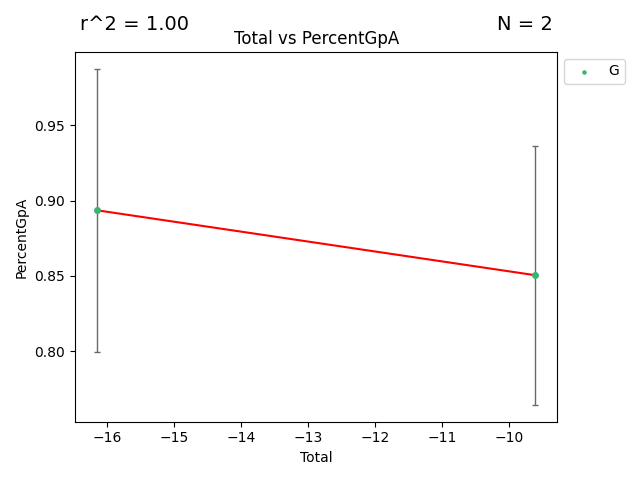 r^2 = 1.00
N = 2
Total vs PercentGpA
G
0.95
0.90
0.85
0.80
PercentGpA
−16
−15
−14
−13
−12
−11
−10
Total